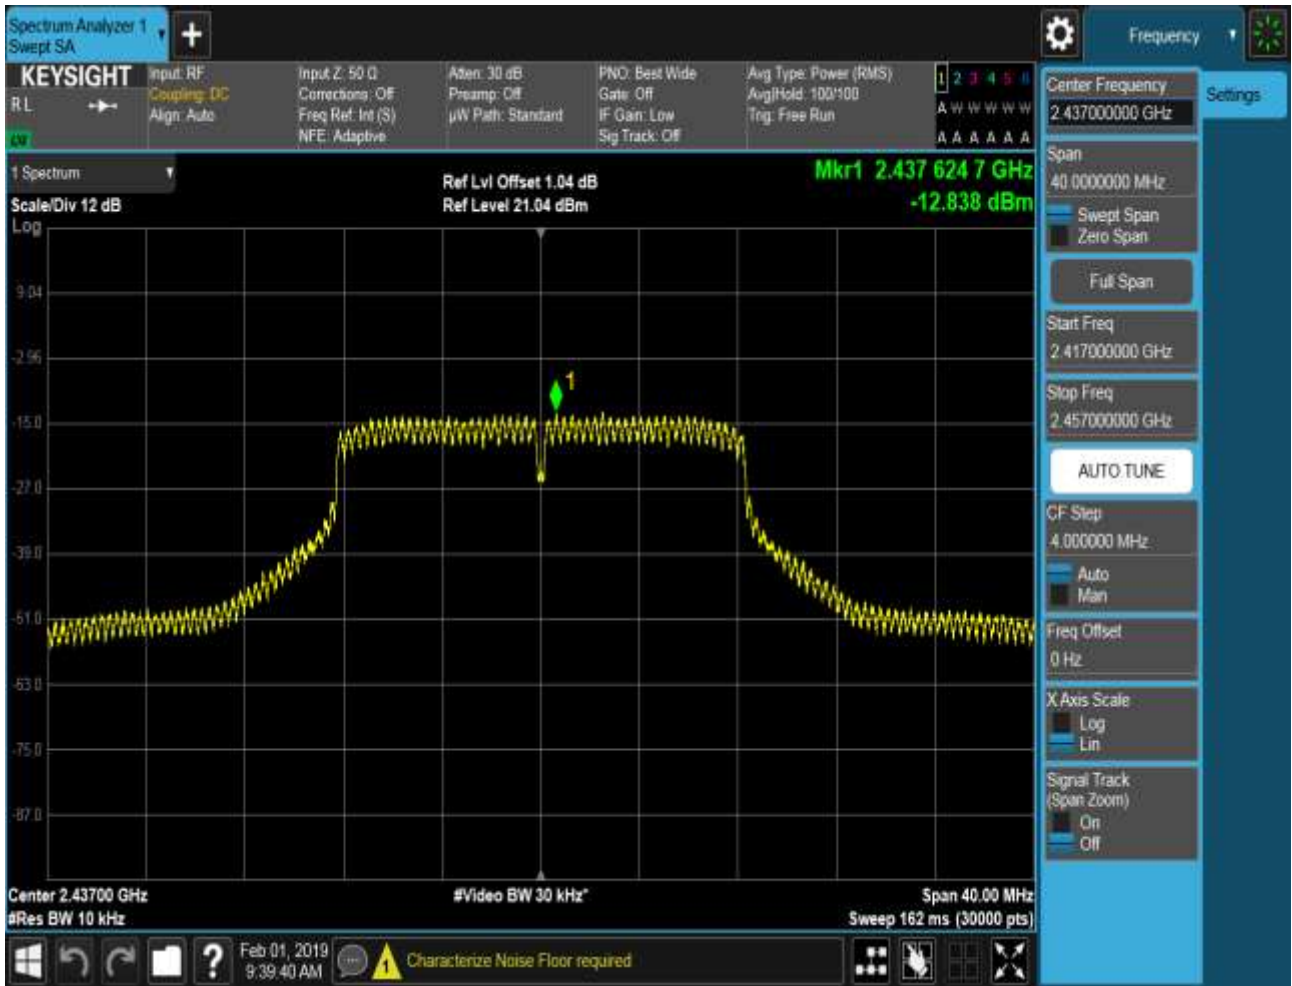 Spectrum Analyzer 1
Swept SA
Frequency
KEYSIGHT
R L
Input: RF
Coupling: DC
Align: Auto
Input Z: 50 Ω
Corrections: Off
Freq Ref: Int (S)
NFE: Adaptive
Atten: 30 dB
Preamp: Off
µW Path: Standard
PNO: Best Wide
Gate: Off
IF Gain: Low
Sig Track: Off
Avg Type: Power (RMS)
Avg|Hold: 100/100
Trig: Free Run
1 2 3 4 5 6
A W W W W W
A A A A A A
1 Spectrum
Scale/Div 12 dB
Log
Ref Lvl Offset 1.04 dB
Ref Level 21.04 dBm
Mkr1 2.437 624 7 GHz
-12.838 dBm
9.04
-2.96
-15.0
-27.0
-39.0
-51.0
-63.0
-75.0
-87.0
1
Center 2.43700 GHz
#Res BW 10 kHz
#Video BW 30 kHz*
Span 40.00 MHz
Sweep 162 ms (30000 pts)
Center Frequency
2.437000000 GHz
Settings
Span
40.0000000 MHz
Swept Span
Zero Span
Full Span
Start Freq
2.417000000 GHz
Stop Freq
2.457000000 GHz
AUTO TUNE
CF Step
4.000000 MHz
Auto
Man
Freq Offset
0 Hz
X Axis Scale
Log
Lin
Signal Track
(Span Zoom)
On
Off
?
Feb 01, 2019
9:39:40 AM
1
Characterize Noise Floor required